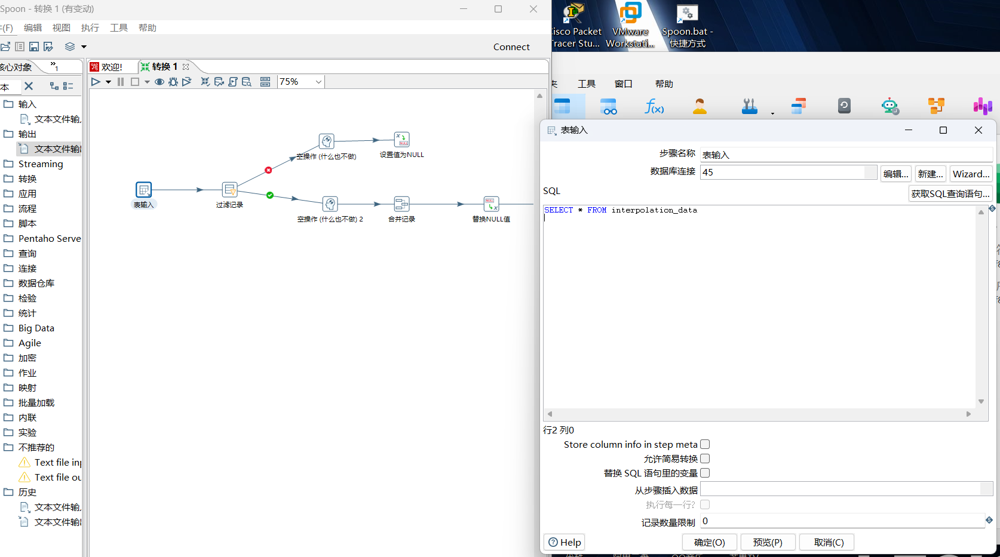 Spoon - 转换 1 (有变动)
(F) 编辑 视图 执行 工具 帮助
Connect
核心对象
1
欢迎!
转换 1
本
75%
输入
文本文件输
输出
文本文件输
Streaming
转换
应用
流程
脚本
Pentaho Serve
查询
连接
数据仓库
检验
统计
Big Data
Agile
加密
作业
映射
批量加载
内联
实验
不推荐的
Text file in
Text file ou
历史
文本文件输
文本文件输
表输入
过滤记录
空操作 (什么也不做)
设置值为NULL
空操作 (什么也不做) 2
合并记录
替换NULL值
isco Packet
Tracer Stu...
VMware
Workstati...
Spoon.bat -
快捷方式
工具 窗口 帮助
f(x)
表输入
步骤名称 表输入
数据库连接 45 编辑... 新建... Wizard...
SQL 获取SQL查询语句...
SELECT * FROM interpolation_data
行2 列0
Store column info in step meta
允许简易转换
替换 SQL 语句里的变量
从步骤插入数据
执行每一行?
记录数量限制 0
Help 确定(O) 预览(P) 取消(C)